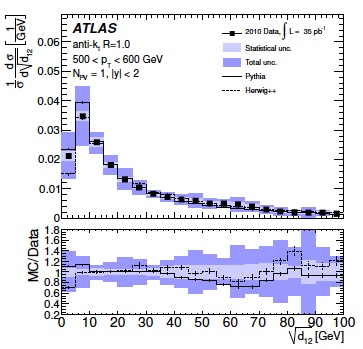 ATLAS
anti-kt R=1.0
500 < pT < 600 GeV
NPV = 1, |y| < 2
2010 Data, ∫ L = 35 pb⁻¹
Statistical unc.
Total unc.
Pythia
Herwig++
1/σ dσ/d√d12 [1/GeV]
0.06
0.05
0.04
0.03
0.02
0.01
0
MC/Data
1.8
1.6
1.4
1.2
1
0.8
0.6
0.4
0.2
0 10 20 30 40 50 60 70 80 90 100
√d12 [GeV]